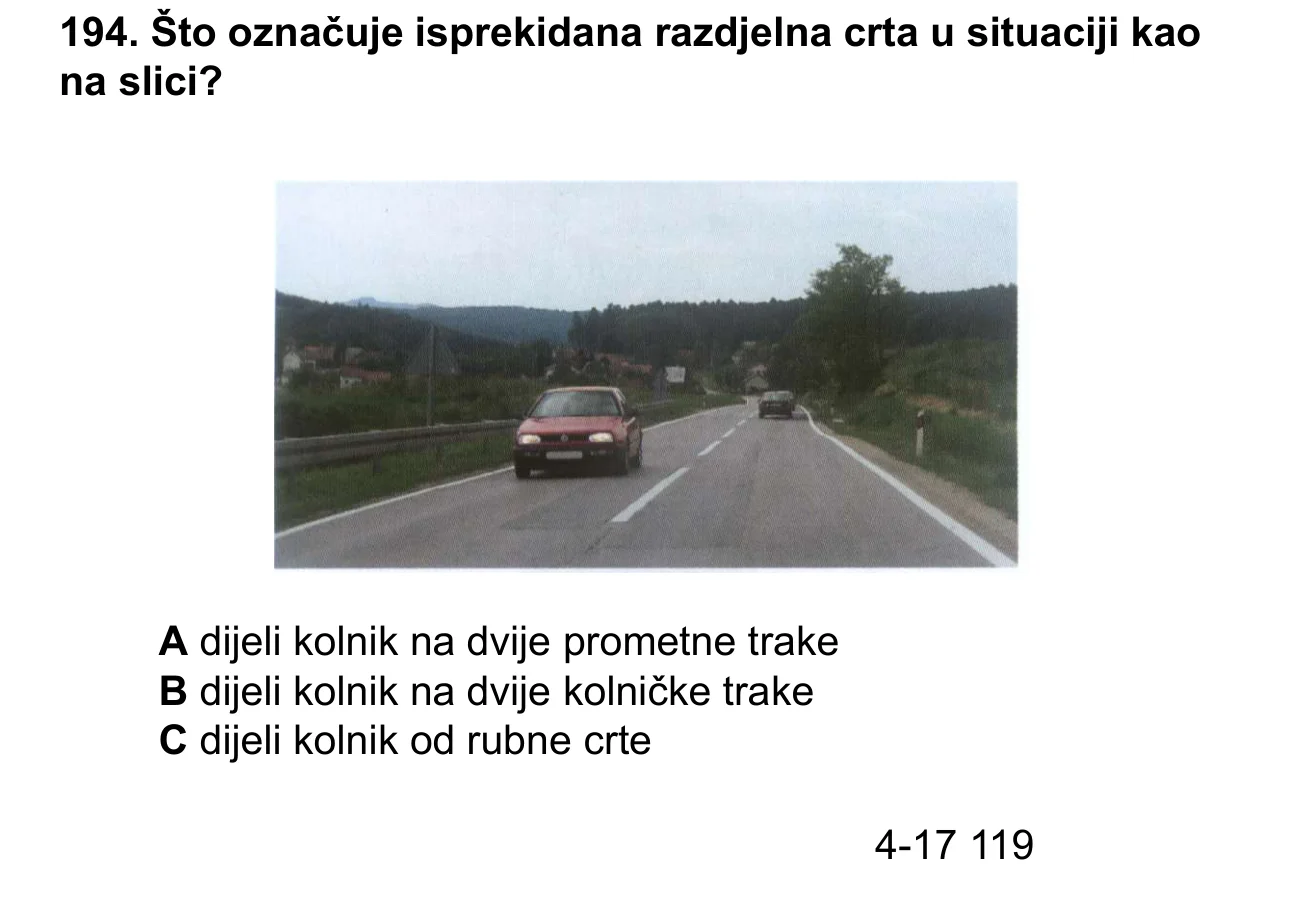 194. Što označuje isprekidana razdjelna crta u situaciji kao
na slici?
A dijeli kolnik na dvije prometne trake
B dijeli kolnik na dvije kolničke trake
C dijeli kolnik od rubne crte
4-17 119